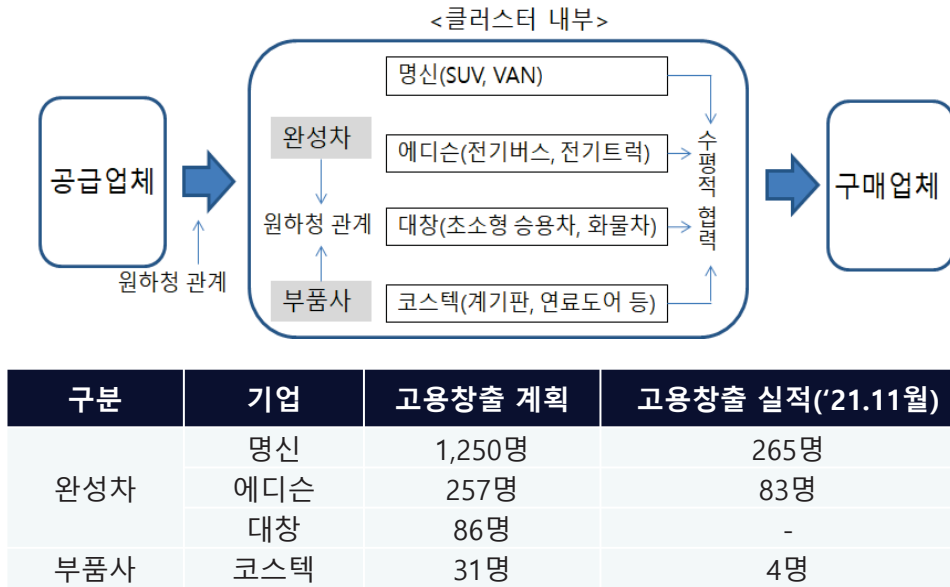 <클러스터 내부>
공급업체
원하청 관계
완성차
원하청 관계
부품사
명신(SUV, VAN)
에디슨(전기버스, 전기트럭)
대창(초소형 승용차, 화물차)
코스텍(계기판, 연료도어 등)
수평적 협력
구매업체
구분 기업 고용창출 계획 고용창출 실적(‘21.11월)
완성차 명신 1,250명 265명
에디슨 257명 83명
대창 86명 -
부품사 코스텍 31명 4명